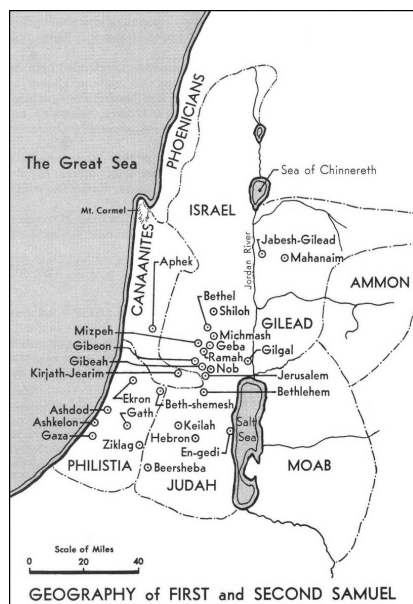 PHOENICIANS
The Great Sea
Sea of Chinnereth
ISRAEL
Mt. Carmel
CANAANITES
Jordan River
Jabesh-Gilead
Mahanaim
Aphek
AMMON
Bethel
Shiloh
Mizpeh
Michmash
GILEAD
Gibeon
Geba
Ramah
Gilgal
Gibeah
Nob
Kirjath-Jearim
Jerusalem
Ekron
Beth-shemesh
Bethlehem
Ashdod
Gath
Ashkelon
Keilah
Salt
Sea
Gaza
Hebron
Ziklag
En-gedi
PHILISTIA
Beersheba
MOAB
JUDAH
Scale of Miles
0 20 40
GEOGRAPHY of FIRST and SECOND SAMUEL